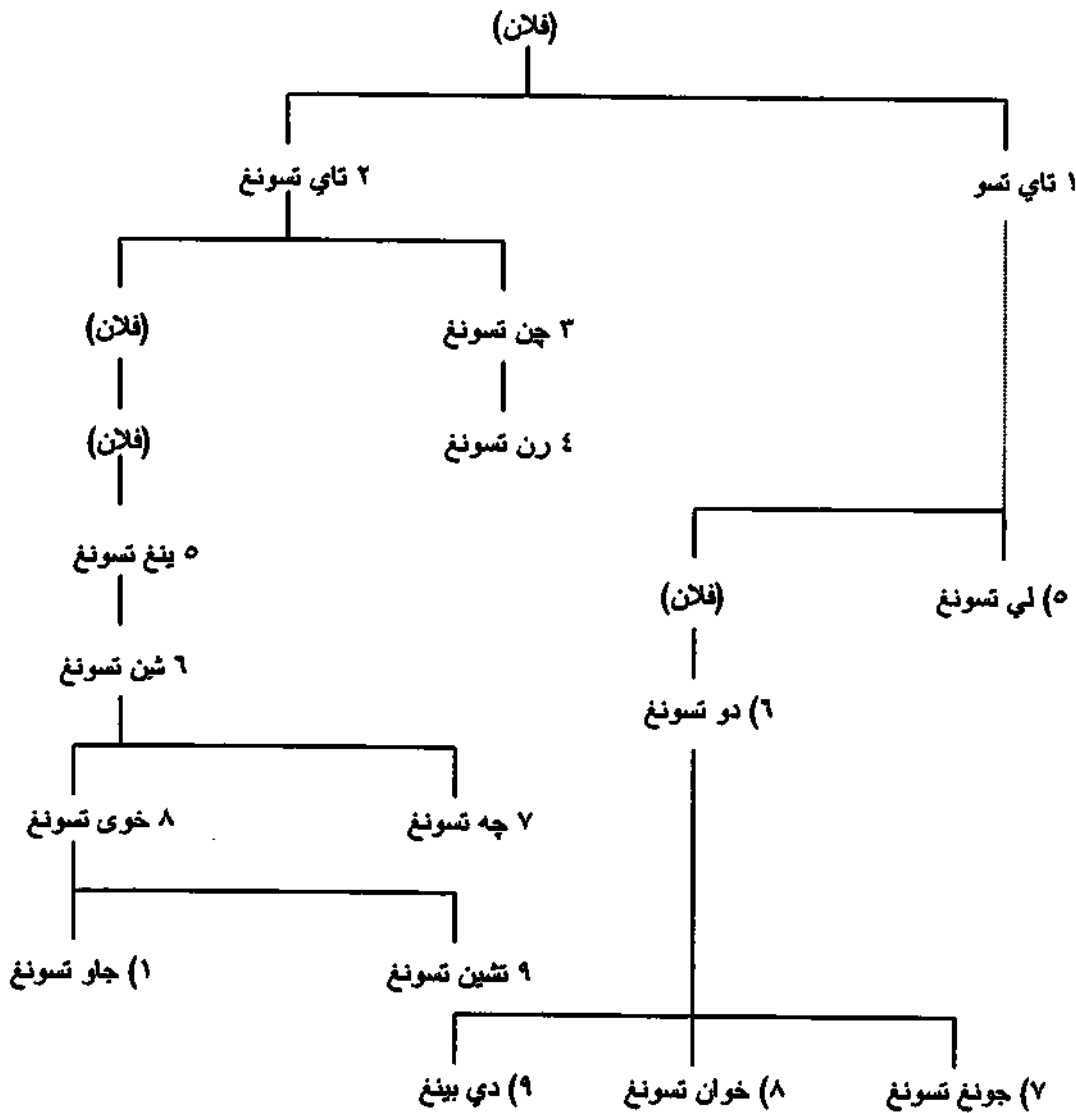 (فلان)
١ تاي تسو
٢ تاي تسونغ
٣ چن تسونغ
(فلان)
٤ رن تسونغ
(فلان)
٥ ينغ تسونغ
٥) لي تسونغ
(فلان)
٦ شين تسونغ
٦) دو تسونغ
٧ چه تسونغ
٨ خوى تسونغ
٩ تشين تسونغ
١) جاو تسونغ
٧) جونغ تسونغ
٨) خوان تسونغ
٩) دي بينغ